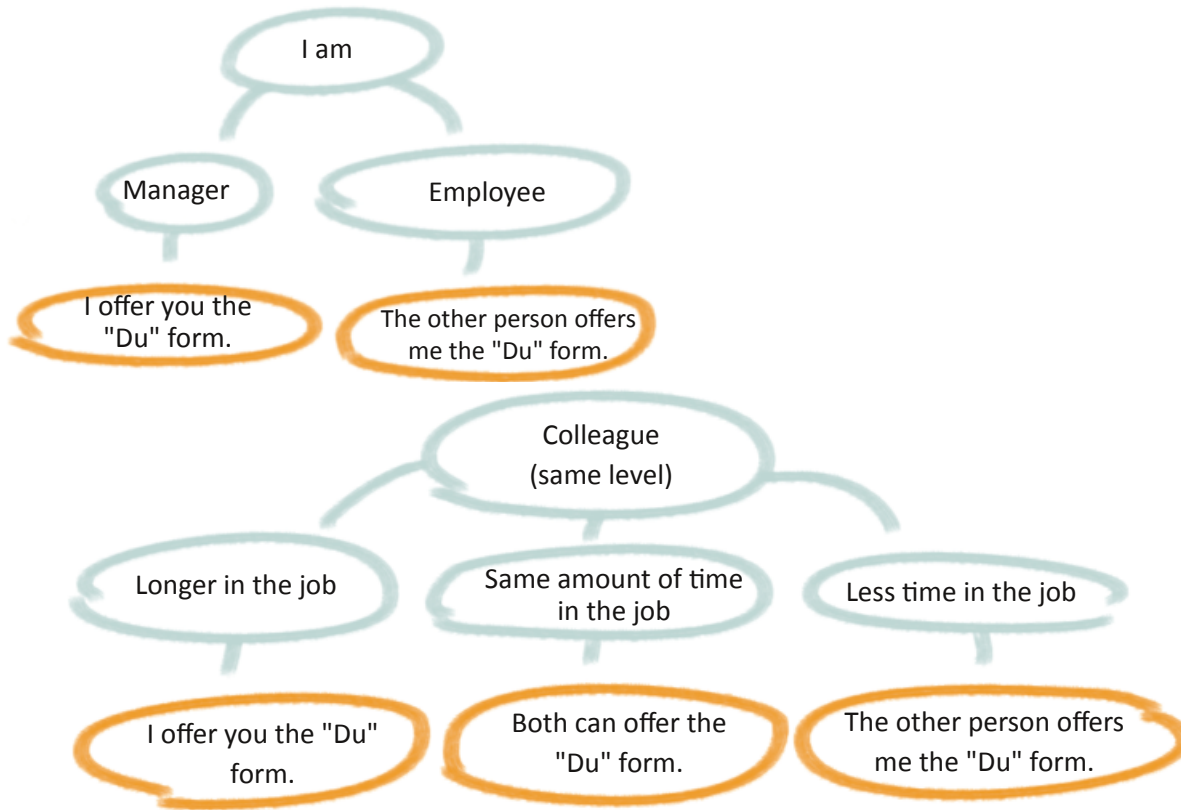 I am
Manager
Employee
I offer you the
"Du" form.
The other person offers
me the "Du" form.
Colleague
(same level)
Longer in the job
Same amount of time
in the job
Less time in the job
I offer you the "Du"
form.
Both can offer the
"Du" form.
The other person offers
me the "Du" form.